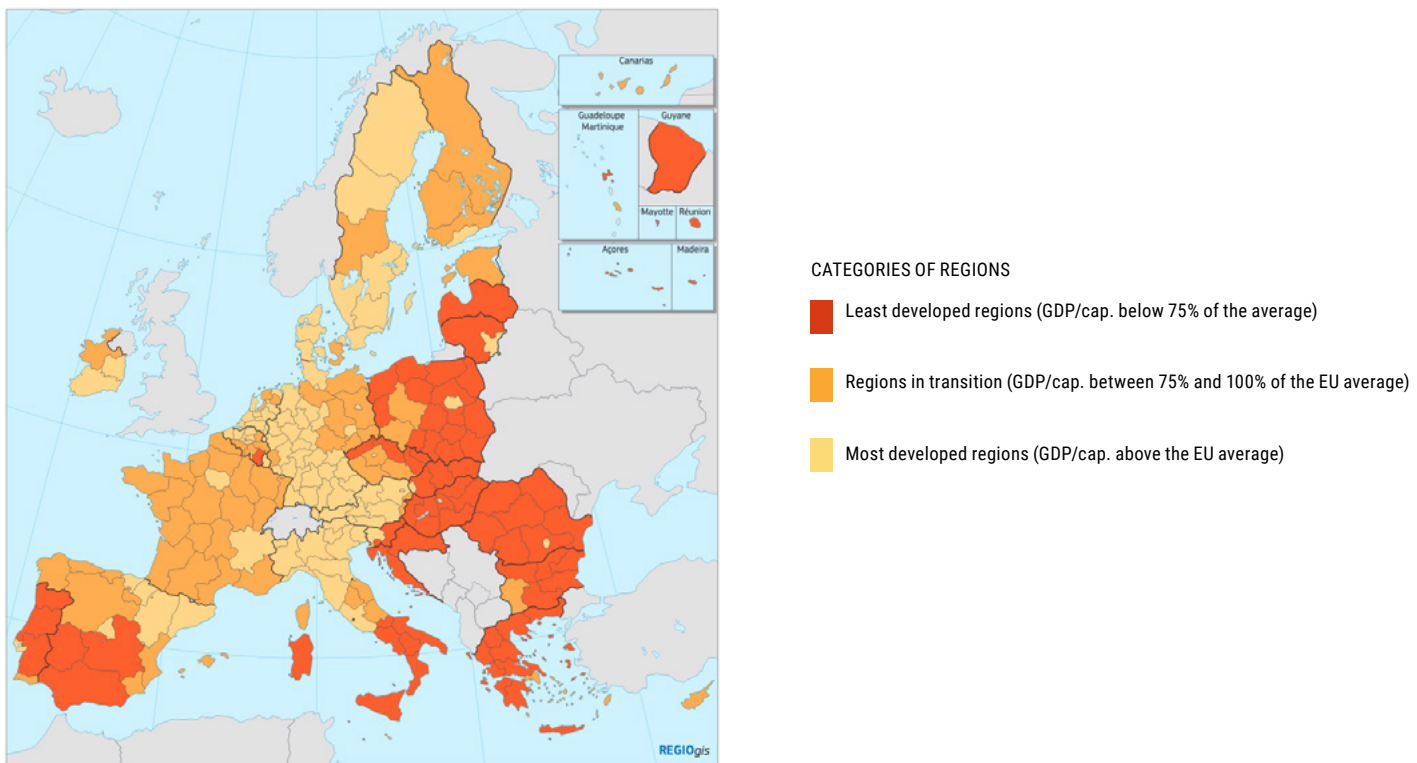 Canarias
Guadeloupe
Martinique
Guyane
Mayotte
Réunion
Açores
Madeira
REGIOgis
CATEGORIES OF REGIONS
Least developed regions (GDP/cap. below 75% of the average)
Regions in transition (GDP/cap. between 75% and 100% of the EU average)
Most developed regions (GDP/cap. above the EU average)